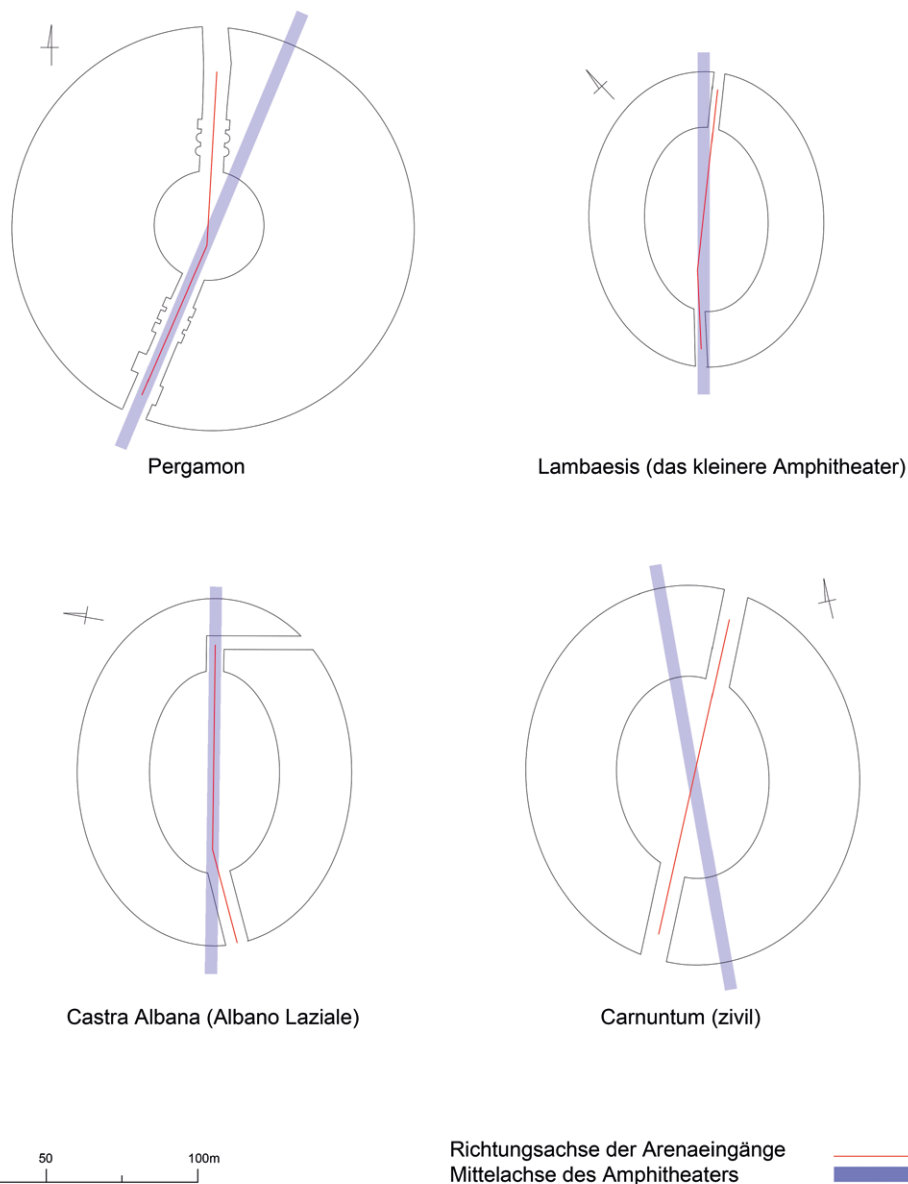 Pergamon
Lambaesis (das kleinere Amphitheater)
Castra Albana (Albano Laziale)
Carnuntum (zivil)
50 100m
Richtungsachse der Arenaeingänge
Mittelachse des Amphitheaters